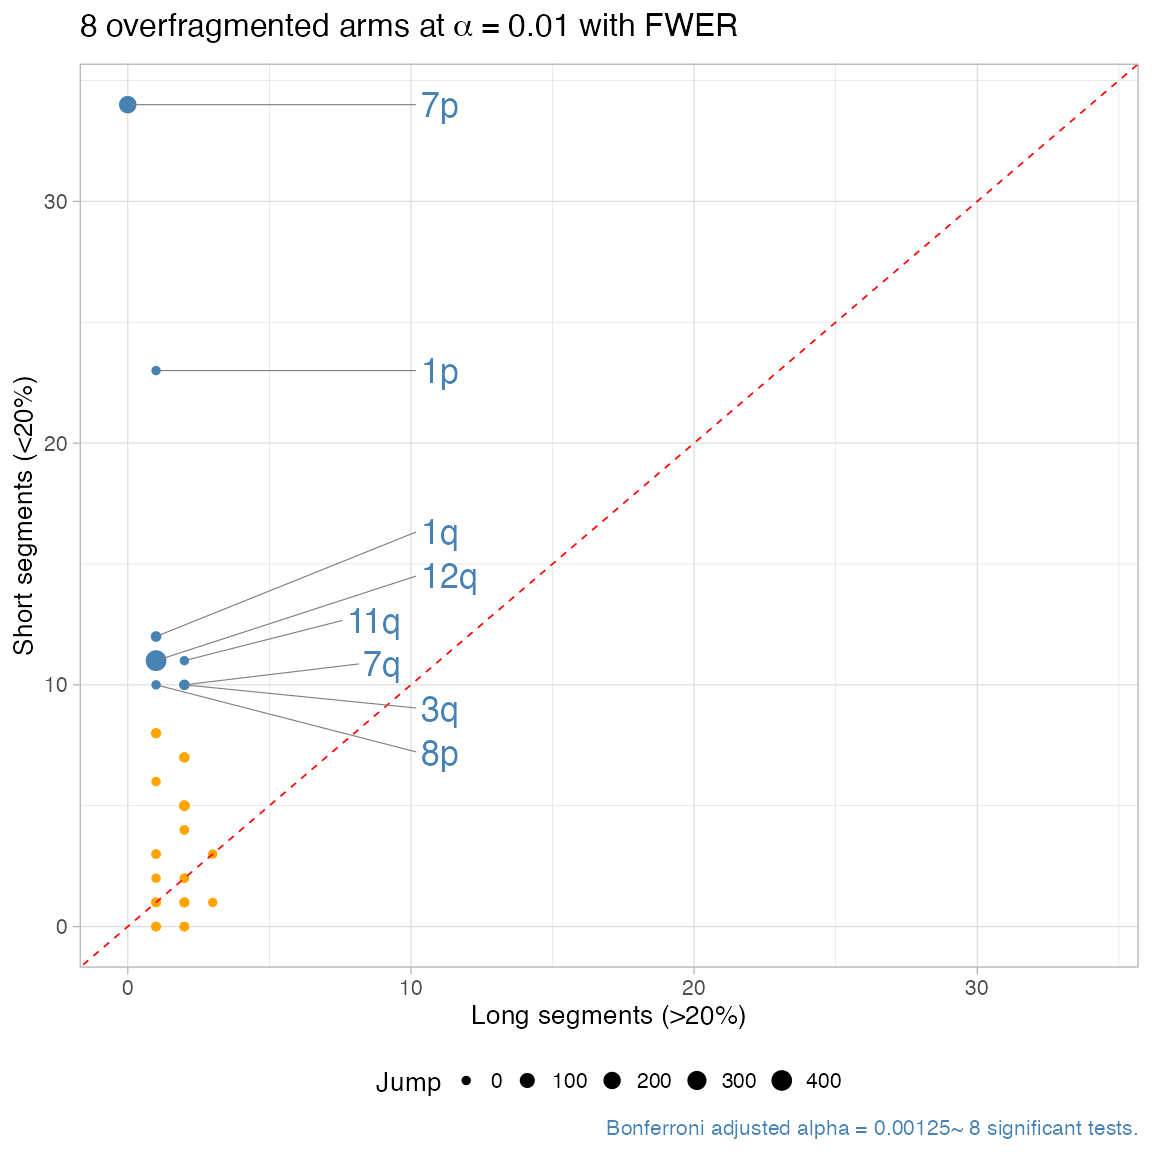 8 overfragmented arms at α = 0.01 with FWER
7p
30
1p
20
1q
12q
11q
7q
10
3q
8p
0
Short segments (<20%)
0 10 20 30
Long segments (>20%)
Jump 0 100 200 300 400
Bonferroni adjusted alpha = 0.00125~ 8 significant tests.